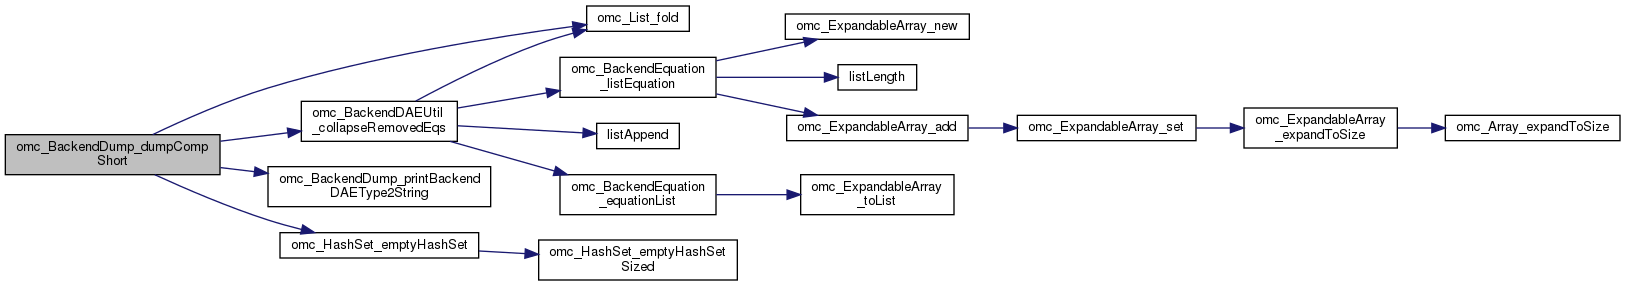 omc_BackendDump_dumpComp
Short
omc_List_fold
omc_BackendDAEUtil
_collapseRemovedEqs
omc_BackendDump_printBackend
DAEType2String
omc_HashSet_emptyHashSet
omc_BackendEquation
_listEquation
listAppend
omc_BackendEquation
_equationList
omc_HashSet_emptyHashSet
Sized
omc_ExpandableArray_new
listLength
omc_ExpandableArray_add
omc_ExpandableArray
_toList
omc_ExpandableArray_set
omc_ExpandableArray
_expandToSize
omc_Array_expandToSize